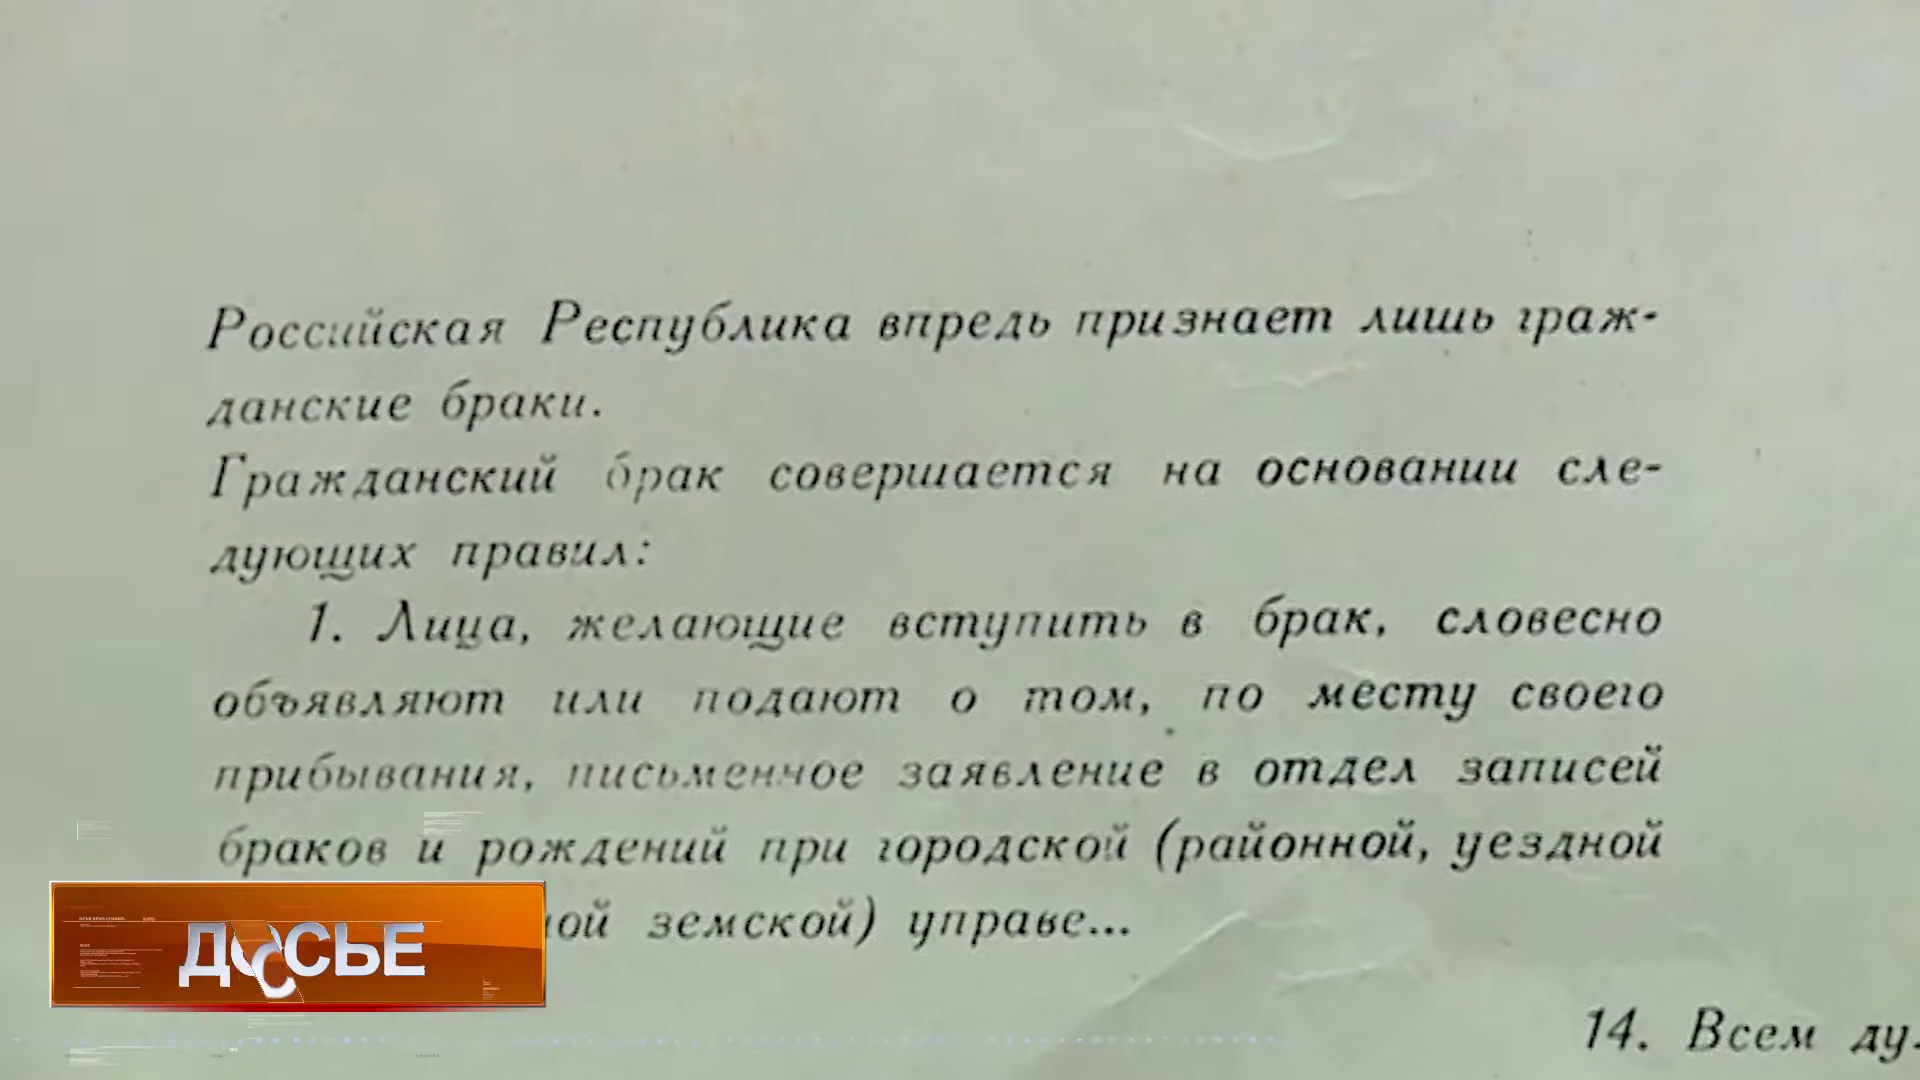 Российская Республика впредь признает лишь граж-
данские браки.
Гражданский брак совершается на основании сле-
дующих правил:
1. Лица, желающие вступить в брак, словесно
объявляют или подают о том, по месту своего
прибывания, письменное заявление в отдел записей
браков и рождений при городской (районной, уездной
ной земской) управе...
ДОССЬЕ
14. Всем ду